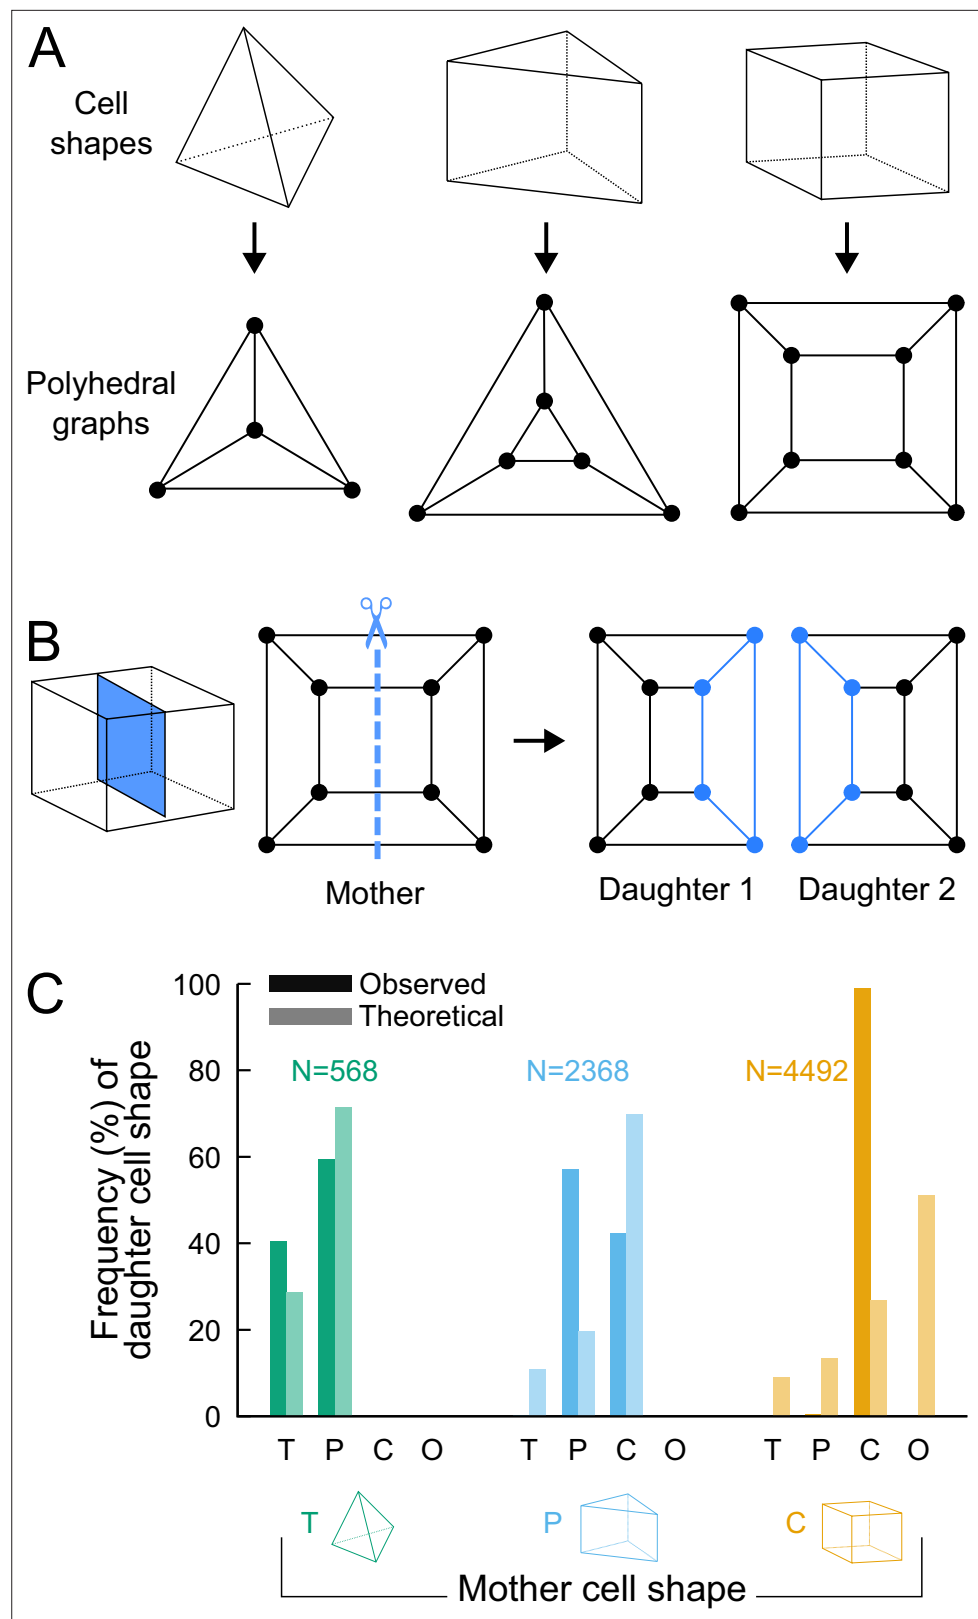 A
Cell
shapes
Polyhedral
graphs
B
Mother
Daughter 1
Daughter 2
C
Frequency (%) of
daughter cell shape
100
80
60
40
20
0
Observed
Theoretical
N=568
N=2368
N=4492
T P C O
T P C O
T P C O
T
P
C
Mother cell shape